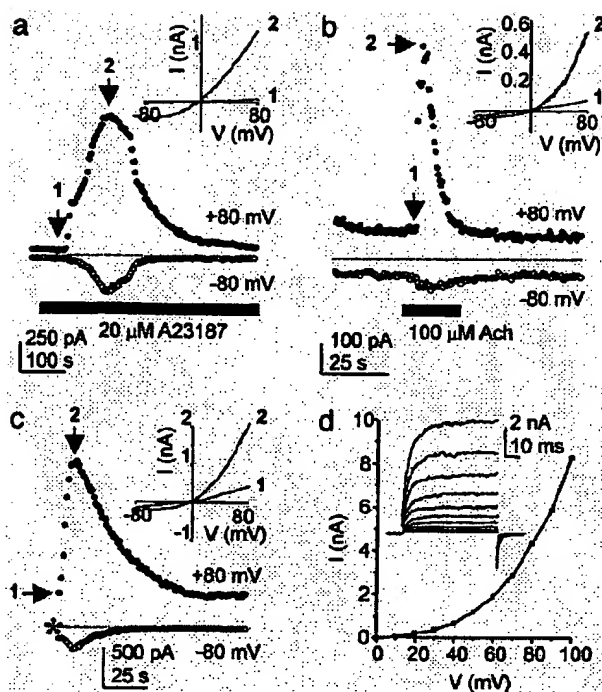 a
I (nA)
1
2
1
-80
80
V (mV)
2
1
+80 mV
-80 mV
20 μM A23187
250 pA
100 s
b
I (nA)
0.6
0.4
0.2
2
1
-80
80
V (mV)
2
1
+80 mV
-80 mV
100 μM Ach
100 pA
25 s
c
I (nA)
2
1
-1
2
1
-80
80
V (mV)
2
1
+80 mV
-80 mV
500 pA
25 s
d
I (nA)
10
8
6
4
2
0
2 nA
10 ms
0 20 40 60 80 100
V (mV)